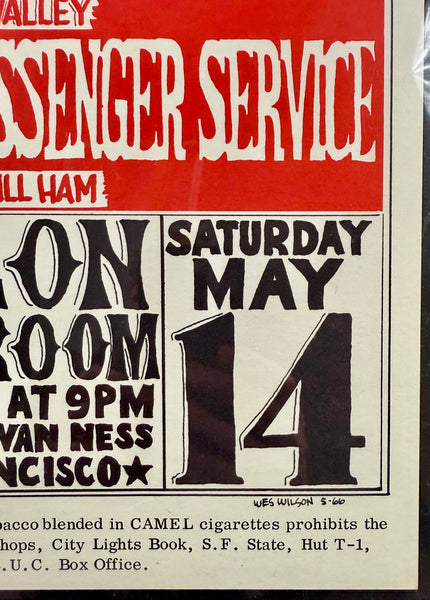 VALLEY
SSENGER SERVICE
ILL HAM
ON
ROOM
AT 9PM
VAN NESS
NCISCO★
SATURDAY
MAY
14
WES WILSON 5-66
bacco blended in CAMEL cigarettes prohibits the
hops, City Lights Book, S.F. State, Hut T-1,
.U.C. Box Office.